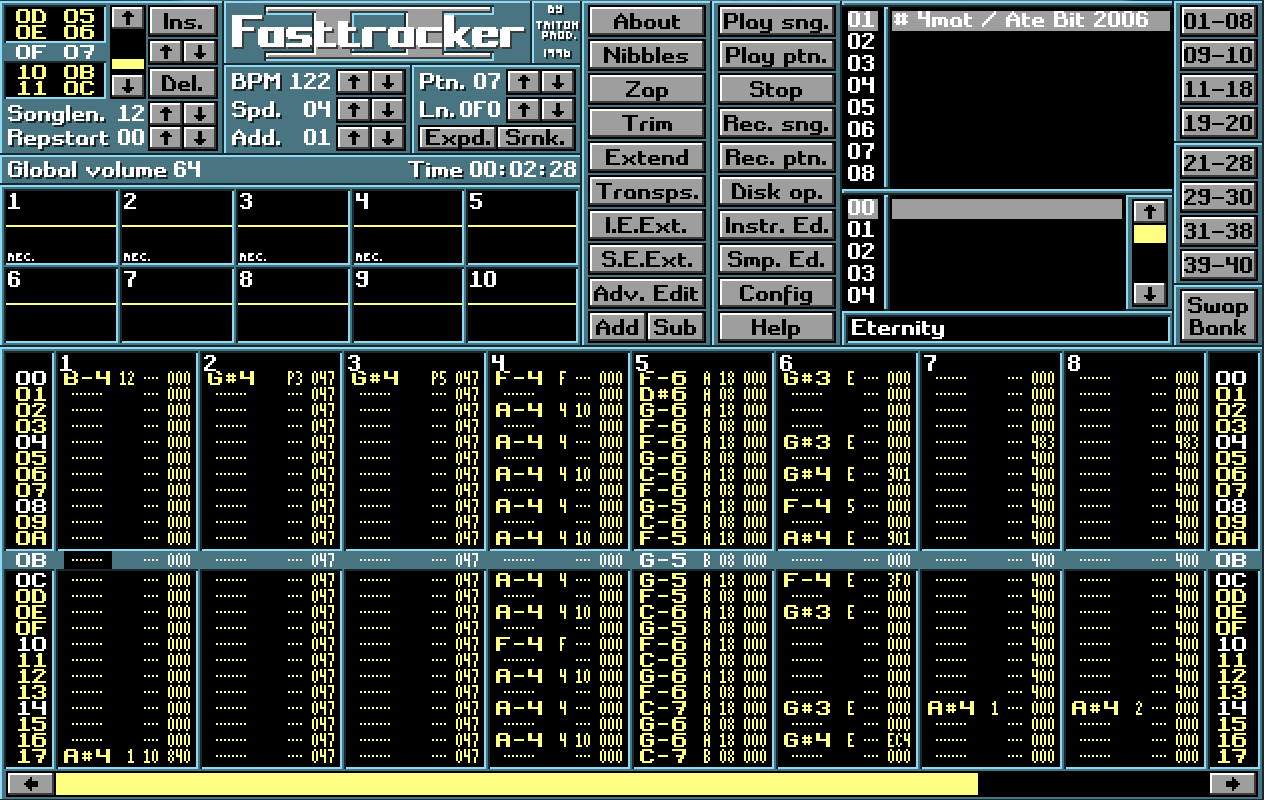 0D 05
0E 06
0F 07
10 0B
11 0C
Ins.
Del.
Songlen. 12
Repstart 00
Fasttracker
BY TRITON PROD. 1996
BPM 122
Spd. 04
Add. 01
Ptn. 07
Ln. 0F0
Expd. Srnk.
Global volume 64 Time 00:02:28
1 2 3 4 5
REC. REC. REC. REC.
6 7 8 9 10
About
Nibbles
Zap
Trim
Extend
Transps.
I.E.Ext.
S.E.Ext.
Adv. Edit
Add Sub
Play sng.
Play ptn.
Stop
Rec. sng.
Rec. ptn.
Disk op.
Instr. Ed.
Smp. Ed.
Config
Help
01 # 4mat / Ate Bit 2006
02
03
04
05
06
07
08
00
01
02
03
04
Eternity
01-08
09-10
11-18
19-20
21-28
29-30
31-38
39-40
Swap Bank
1 2 3 4 5 6 7 8
00 B-4 12 000 G#4 P3 047 G#4 P5 047 F-4 F 000 F-6 A 18 000 G#3 E 000 000 000 00
01 000 047 047 000 D#6 B 08 000 000 000 000 01
02 000 047 047 A-4 4 10 000 G-6 A 18 000 000 000 000 02
03 000 047 047 000 F-6 B 08 000 000 000 000 03
04 000 047 047 A-4 4 000 F-6 A 18 000 G#3 E 000 483 483 04
05 000 047 047 000 G-6 B 08 000 000 400 400 05
06 000 047 047 A-4 4 10 000 C-6 A 18 000 G#4 E 901 400 400 06
07 000 047 047 000 F-6 B 08 000 000 400 400 07
08 000 047 047 A-4 4 000 G-5 A 18 000 F-4 5 000 400 400 08
09 000 047 047 000 C-6 B 08 000 000 400 400 09
0A 000 047 047 A-4 4 10 000 F-5 A 18 000 A#4 E 901 400 400 0A
0B 000 047 047 000 G-5 B 08 000 000 400 400 0B
0C 000 047 047 A-4 4 000 G-5 A 18 000 F-4 E 3F0 400 400 0C
0D 000 047 047 000 F-5 B 08 000 000 400 400 0D
0E 000 047 047 A-4 4 10 000 C-6 A 18 000 G#3 E 000 400 400 0E
0F 000 047 047 000 G-5 B 08 000 000 400 400 0F
10 000 047 047 F-4 F 000 F-6 A 18 000 000 400 400 10
11 000 047 047 000 C-6 B 08 000 000 400 400 11
12 000 047 047 A-4 4 10 000 G-6 A 18 000 000 400 400 12
13 000 047 047 000 F-6 B 08 000 000 400 400 13
14 000 047 047 A-4 4 000 C-7 A 18 000 G#3 E 000 A#4 1 400 A#4 2 400 14
15 000 047 047 000 G-6 B 08 000 000 400 400 15
16 000 047 047 A-4 4 10 000 G-6 A 18 000 G#4 E EC4 400 400 16
17 A#4 1 10 840 047 047 000 C-7 B 08 000 000 400 400 17